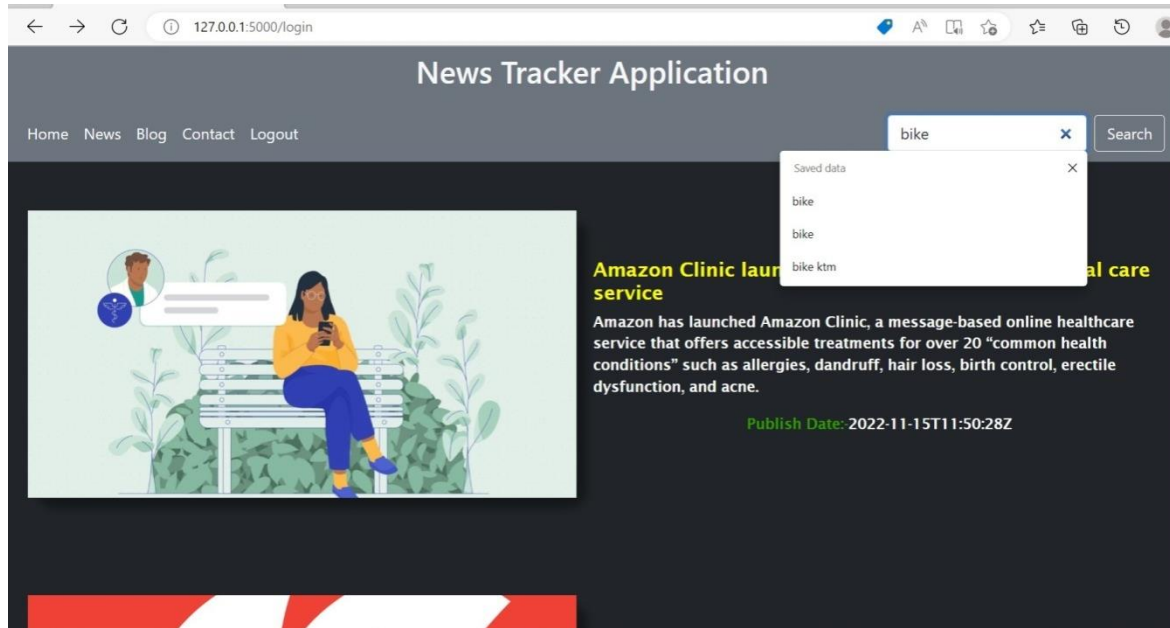 127.0.0.1:5000/login
News Tracker Application
Home News Blog Contact Logout
bike
Search
Saved data
bike
bike
bike ktm
Amazon Clinic laun al care
service
Amazon has launched Amazon Clinic, a message-based online healthcare
service that offers accessible treatments for over 20 “common health
conditions” such as allergies, dandruff, hair loss, birth control, erectile
dysfunction, and acne.
Publish Date:-2022-11-15T11:50:28Z